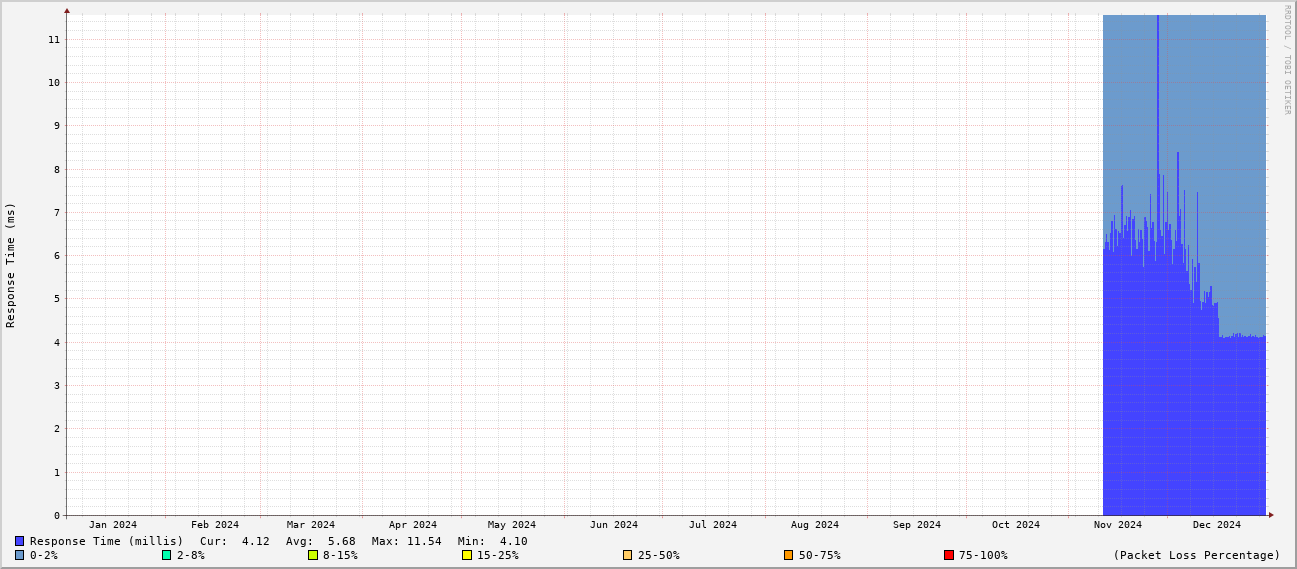 RRDTOOL / TOBI OETIKER
Response Time (ms)
11
10
9
8
7
6
5
4
3
2
1
0
Jan 2024 Feb 2024 Mar 2024 Apr 2024 May 2024 Jun 2024 Jul 2024 Aug 2024 Sep 2024 Oct 2024 Nov 2024 Dec 2024
Response Time (millis) Cur: 4.12 Avg: 5.68 Max: 11.54 Min: 4.10
0-2% 2-8% 8-15% 15-25% 25-50% 50-75% 75-100% (Packet Loss Percentage)